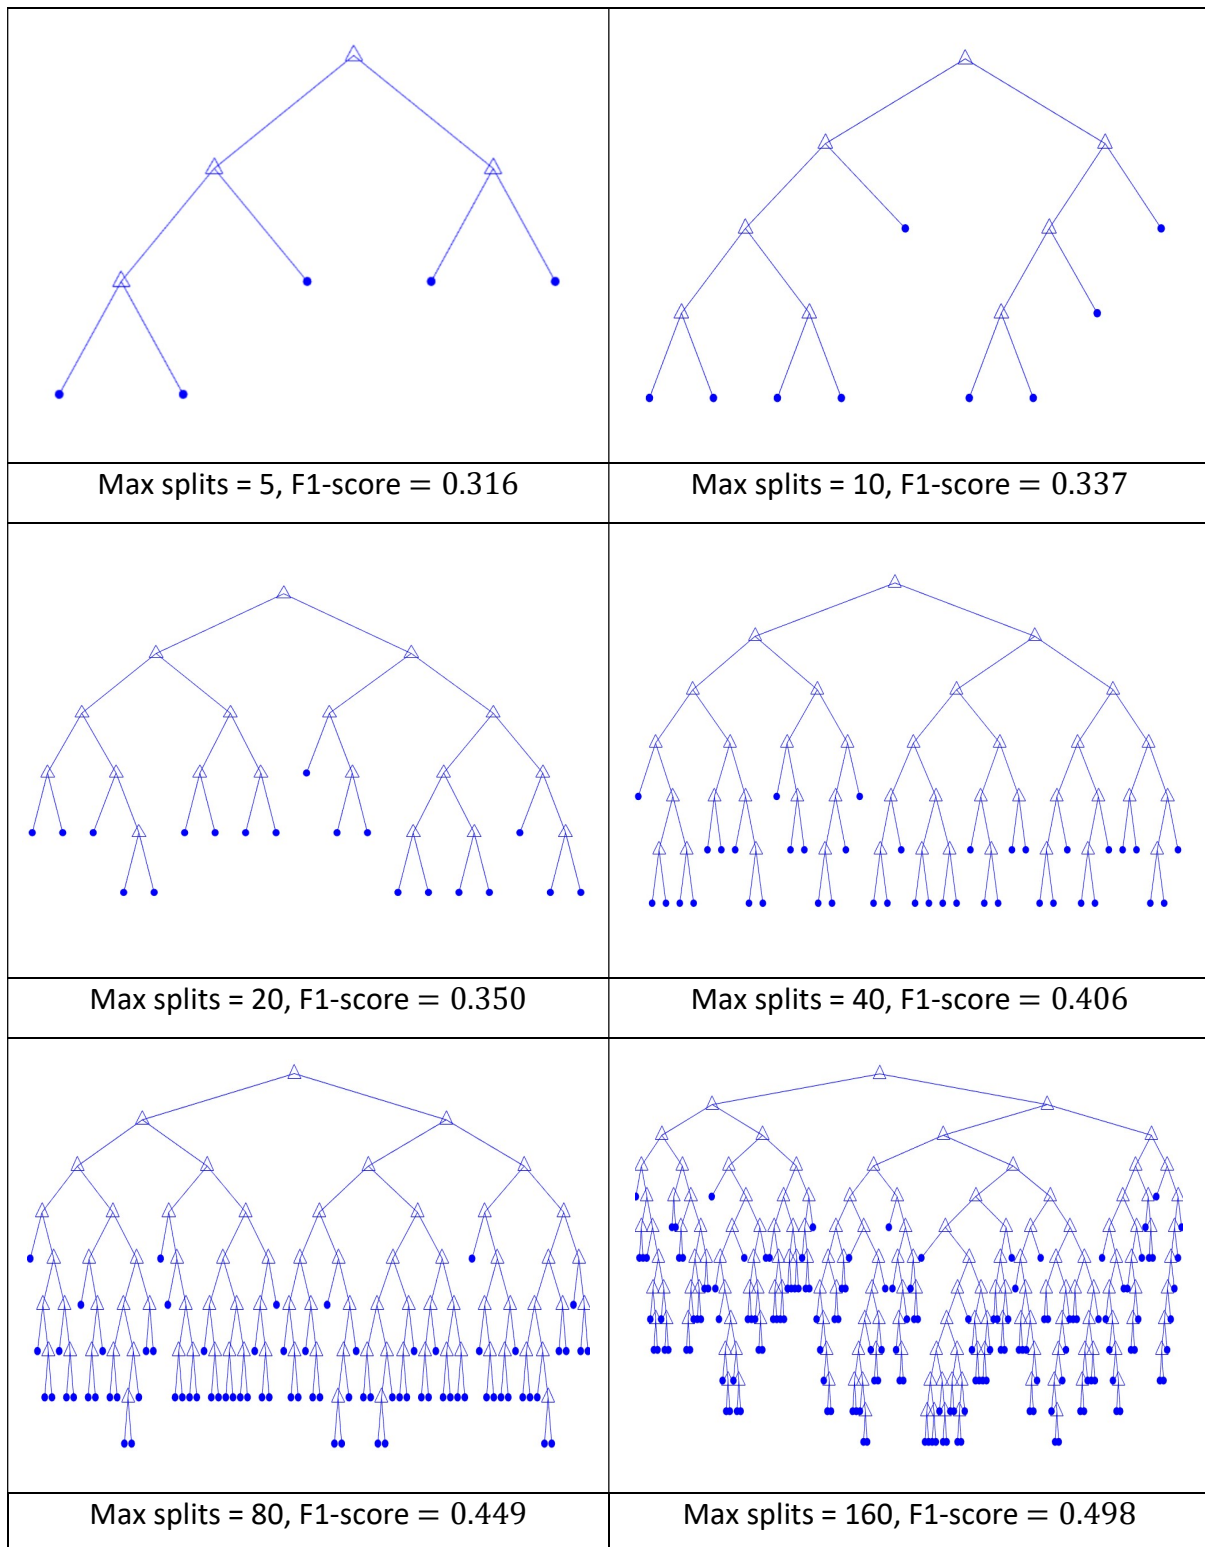 Max splits = 5, F1-score = 0.316
Max splits = 10, F1-score = 0.337
Max splits = 20, F1-score = 0.350
Max splits = 40, F1-score = 0.406
Max splits = 80, F1-score = 0.449
Max splits = 160, F1-score = 0.498